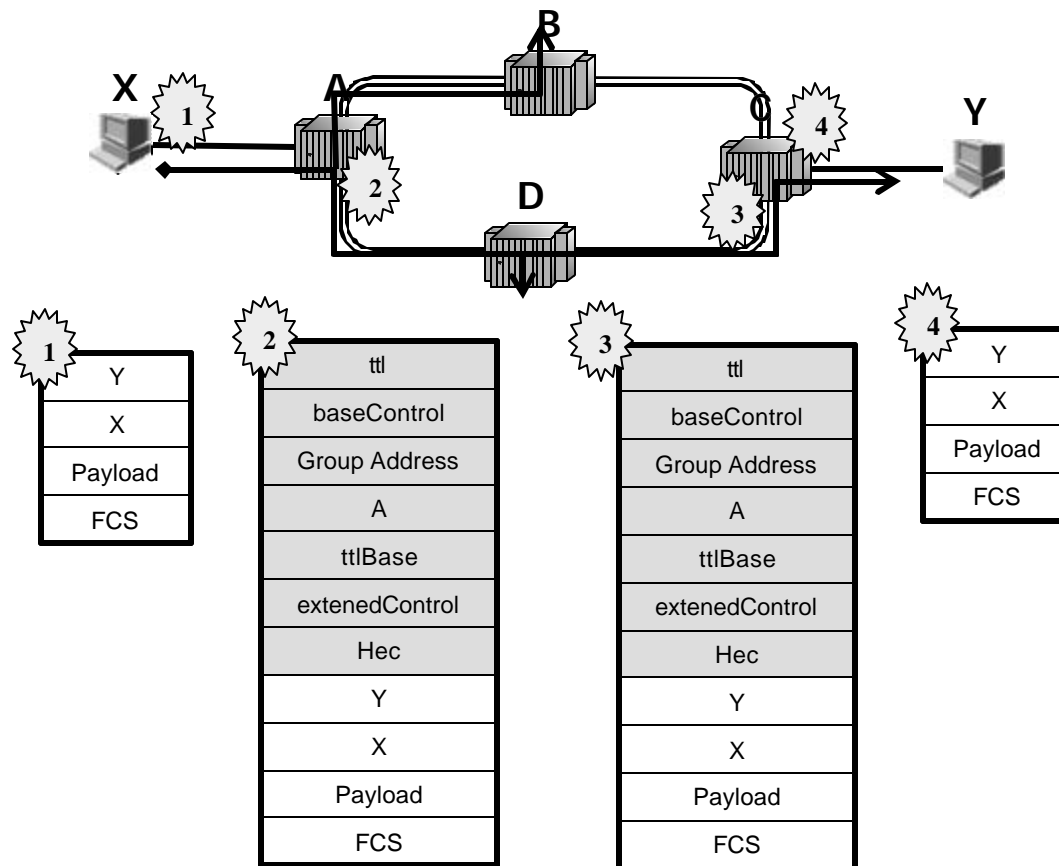 B
X
A
C
Y
1
4
2
D
3
1
Y
X
Payload
FCS
2
ttl
baseControl
Group Address
A
ttlBase
extenedControl
Hec
Y
X
Payload
FCS
3
ttl
baseControl
Group Address
A
ttlBase
extenedControl
Hec
Y
X
Payload
FCS
4
Y
X
Payload
FCS